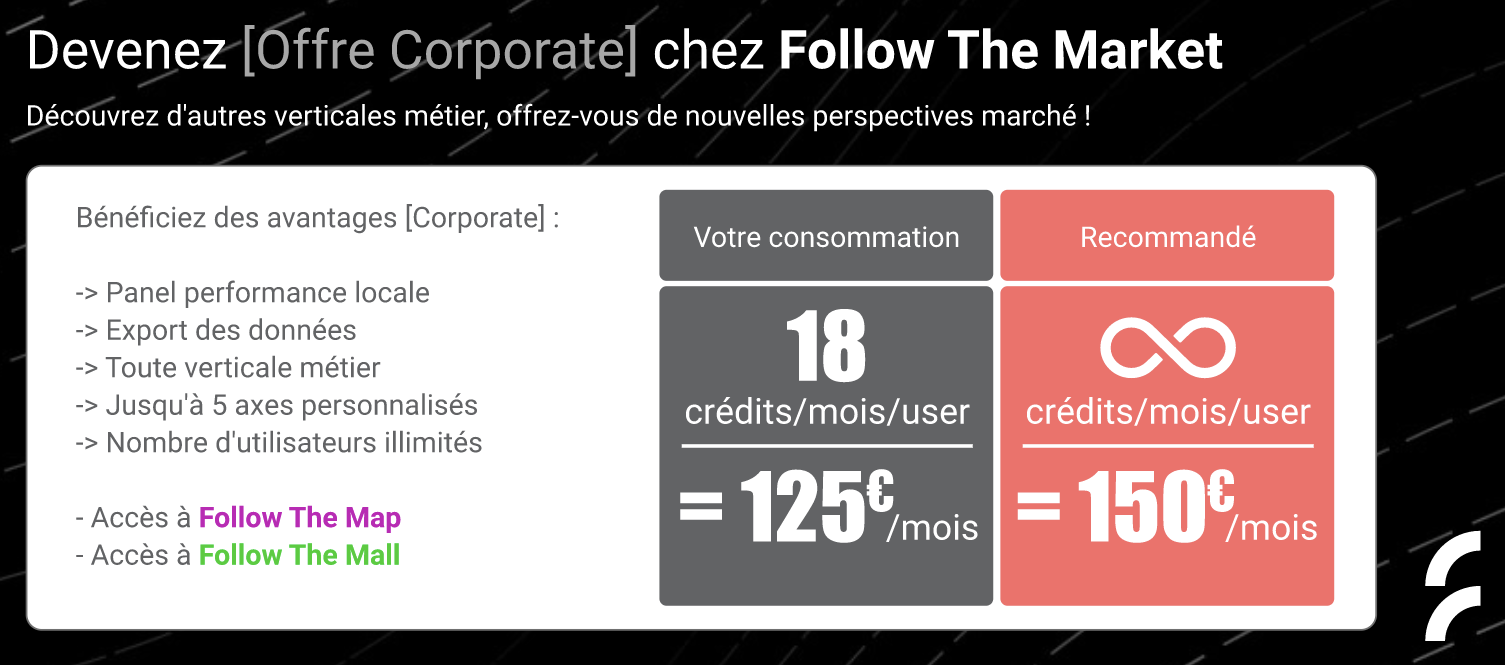 Devenez [Offre Corporate] chez Follow The Market
Découvrez d'autres verticales métier, offrez-vous de nouvelles perspectives marché !
Bénéficiez des avantages [Corporate] :
-> Panel performance locale
-> Export des données
-> Toute verticale métier
-> Jusqu'à 5 axes personnalisés
-> Nombre d'utilisateurs illimités
- Accès à Follow The Map
- Accès à Follow The Mall
Votre consommation
18
crédits/mois/user
= 125€/mois
Recommandé
∞
crédits/mois/user
= 150€/mois